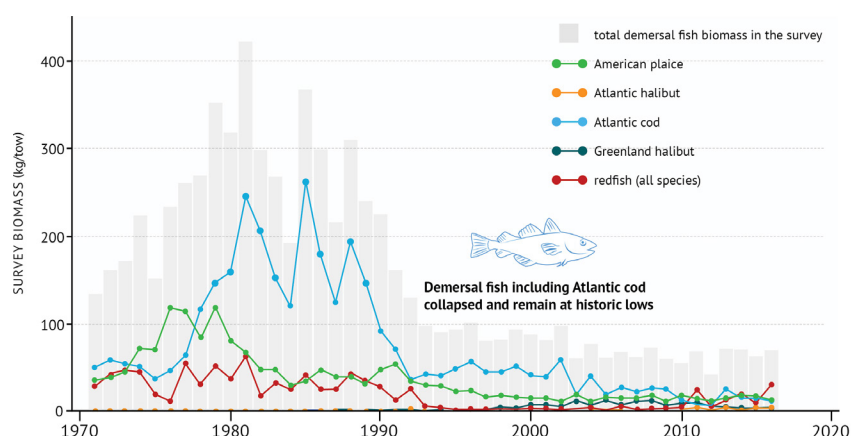 total demersal fish biomass in the survey
400
American plaice
Atlantic halibut
Atlantic cod
300
Greenland halibut
redfish (all species)
SURVEY BIOMASS (kg/tow)
200
Demersal fish including Atlantic cod
collapsed and remain at historic lows
100
0
1970 1980 1990 2000 2010 2020